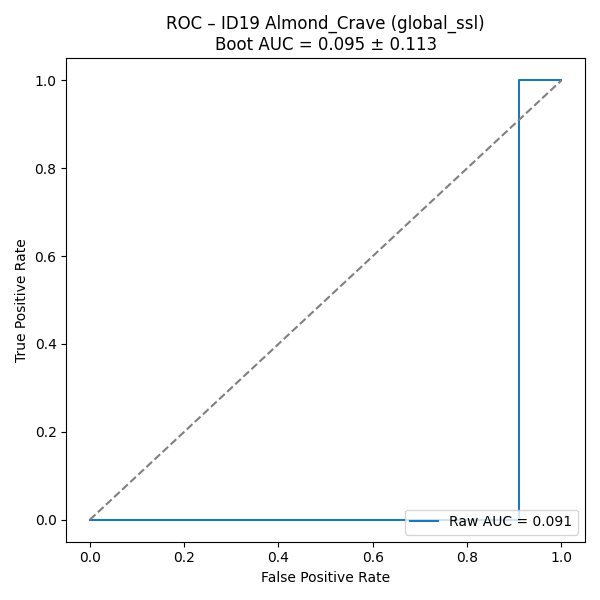 ROC – ID19 Almond_Crave (global_ssl)
Boot AUC = 0.095 ± 0.113
True Positive Rate
1.0
0.8
0.6
0.4
0.2
0.0
Raw AUC = 0.091
0.0 0.2 0.4 0.6 0.8 1.0
False Positive Rate